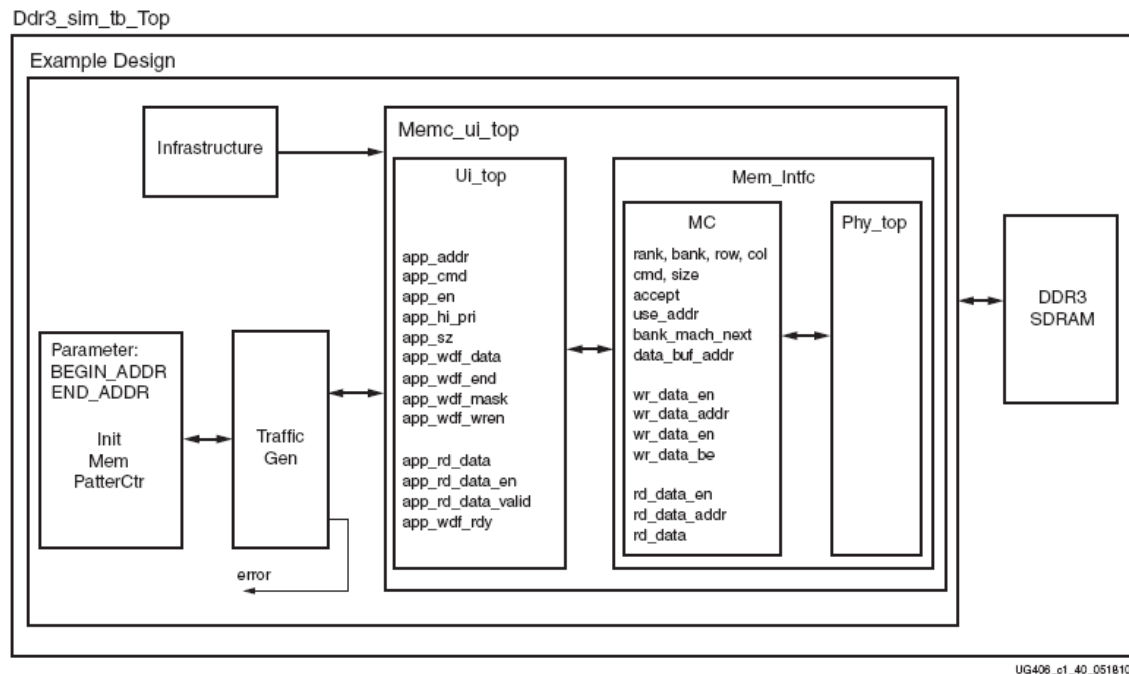 Ddr3_sim_tb_Top
Example Design
Infrastructure
Memc_ui_top
Ui_top
app_addr
app_cmd
app_en
app_hi_pri
app_sz
app_wdf_data
app_wdf_end
app_wdf_mask
app_wdf_wren
app_rd_data
app_rd_data_en
app_rd_data_valid
app_wdf_rdy
Mem_Intfc
MC
rank, bank, row, col
cmd, size
accept
use_addr
bank_mach_next
data_buf_addr
wr_data_en
wr_data_addr
wr_data_en
wr_data_be
rd_data_en
rd_data_addr
rd_data
Phy_top
DDR3
SDRAM
Parameter:
BEGIN_ADDR
END_ADDR
Init
Mem
PatterCtr
Traffic
Gen
error
UG406_c1_40_051810